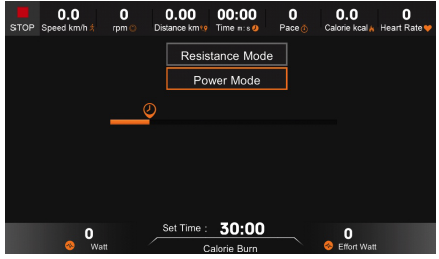 0.0 0 0.00 00:00 0 0.0 0
STOP Speed km/h rpm Distance km Time m: s Pace Calorie kcal Heart Rate
Resistance Mode
Power Mode
Set Time : 30:00
0 0
Watt Calorie Burn Effort Watt